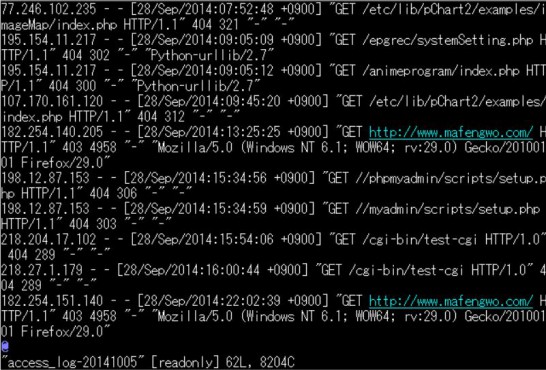 77.246.102.235 - - [28/Sep/2014:07:52:48 +0900] "GET /etc/lib/pChart2/examples/i
mageMap/index.php HTTP/1.1" 404 321 "-" "-"
195.154.11.217 - - [28/Sep/2014:09:05:09 +0900] "GET /epgrec/systemSetting.php H
TTP/1.1" 404 302 "-" "Python-urllib/2.7"
195.154.11.217 - - [28/Sep/2014:09:05:12 +0900] "GET /animeprogram/index.php HTT
P/1.1" 404 300 "-" "Python-urllib/2.7"
107.170.161.120 - - [28/Sep/2014:09:45:20 +0900] "GET /etc/lib/pChart2/examples/
index.php HTTP/1.1" 404 312 "-" "-"
182.254.140.205 - - [28/Sep/2014:13:25:25 +0900] "GET http://www.mafengwo.com/ H
TTP/1.1" 403 4958 "-" "Mozilla/5.0 (Windows NT 6.1; WOW64; rv:29.0) Gecko/201001
01 Firefox/29.0"
198.12.87.153 - - [28/Sep/2014:15:34:56 +0900] "GET //phpmyadmin/scripts/setup.p
hp HTTP/1.1" 404 306 "-" "-"
198.12.87.153 - - [28/Sep/2014:15:34:59 +0900] "GET //myadmin/scripts/setup.php 
HTTP/1.1" 404 303 "-" "-"
218.204.17.102 - - [28/Sep/2014:15:54:06 +0900] "GET /cgi-bin/test-cgi HTTP/1.0"
 404 289 "-" "-"
218.27.1.179 - - [28/Sep/2014:16:00:44 +0900] "GET /cgi-bin/test-cgi HTTP/1.0" 4
04 289 "-" "-"
182.254.151.140 - - [28/Sep/2014:22:02:39 +0900] "GET http://www.mafengwo.com/ H
TTP/1.1" 403 4958 "-" "Mozilla/5.0 (Windows NT 6.1; WOW64; rv:29.0) Gecko/201001
01 Firefox/29.0"
@
"access_log-20141005" [readonly] 62L, 8204C